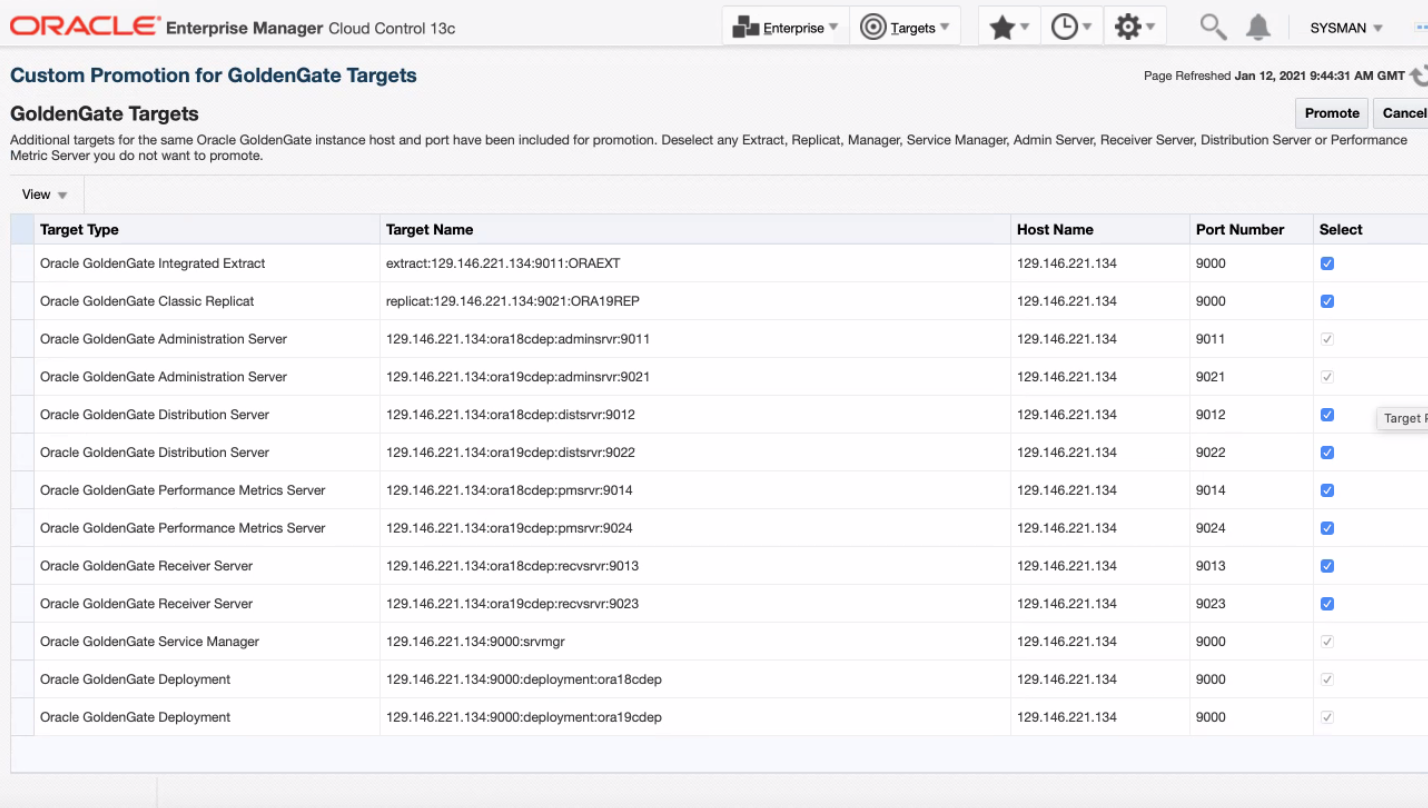 ORACLE Enterprise Manager Cloud Control 13c Enterprise Targets SYSMAN
Custom Promotion for GoldenGate Targets Page Refreshed Jan 12, 2021 9:44:31 AM GMT
GoldenGate Targets Promote Cancel
Additional targets for the same Oracle GoldenGate instance host and port have been included for promotion. Deselect any Extract, Replicat, Manager, Service Manager, Admin Server, Receiver Server, Distribution Server or Performance
Metric Server you do not want to promote.
View
Target Type Target Name Host Name Port Number Select
Oracle GoldenGate Integrated Extract extract:129.146.221.134:9011:ORAEXT 129.146.221.134 9000
Oracle GoldenGate Classic Replicat replicat:129.146.221.134:9021:ORA19REP 129.146.221.134 9000
Oracle GoldenGate Administration Server 129.146.221.134:ora18cdep:adminsrvr:9011 129.146.221.134 9011
Oracle GoldenGate Administration Server 129.146.221.134:ora19cdep:adminsrvr:9021 129.146.221.134 9021
Oracle GoldenGate Distribution Server 129.146.221.134:ora18cdep:distsrvr:9012 129.146.221.134 9012
Target
Oracle GoldenGate Distribution Server 129.146.221.134:ora19cdep:distsrvr:9022 129.146.221.134 9022
Oracle GoldenGate Performance Metrics Server 129.146.221.134:ora18cdep:pmsrvr:9014 129.146.221.134 9014
Oracle GoldenGate Performance Metrics Server 129.146.221.134:ora19cdep:pmsrvr:9024 129.146.221.134 9024
Oracle GoldenGate Receiver Server 129.146.221.134:ora18cdep:recvsrvr:9013 129.146.221.134 9013
Oracle GoldenGate Receiver Server 129.146.221.134:ora19cdep:recvsrvr:9023 129.146.221.134 9023
Oracle GoldenGate Service Manager 129.146.221.134:9000:srvmgr 129.146.221.134 9000
Oracle GoldenGate Deployment 129.146.221.134:9000:deployment:ora18cdep 129.146.221.134 9000
Oracle GoldenGate Deployment 129.146.221.134:9000:deployment:ora19cdep 129.146.221.134 9000